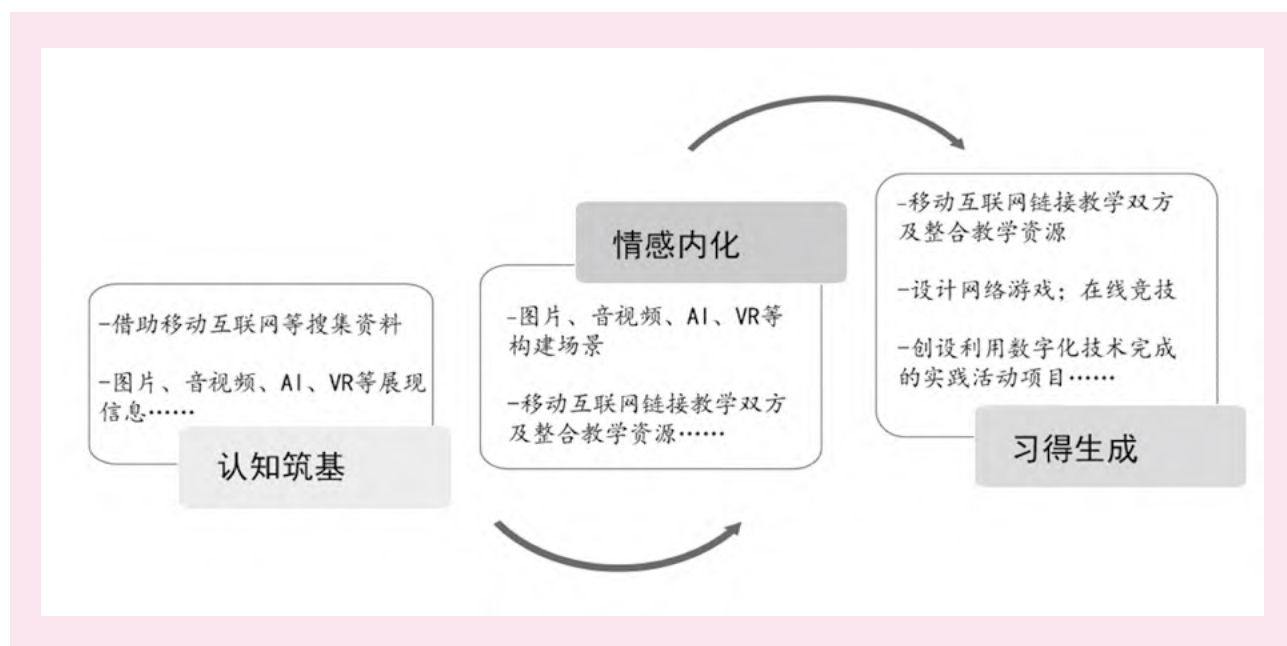 -借助移动互联网等搜集资料
-图片、音视频、AI、VR等展现
信息……
认知筑基
情感内化
-图片、音视频、AI、VR等
构建场景
-移动互联网链接教学双方
及整合教学资源……
-移动互联网链接教学双方
及整合教学资源
-设计网络游戏；在线竞技
-创设利用数字化技术完成
的实践活动项目……
习得生成